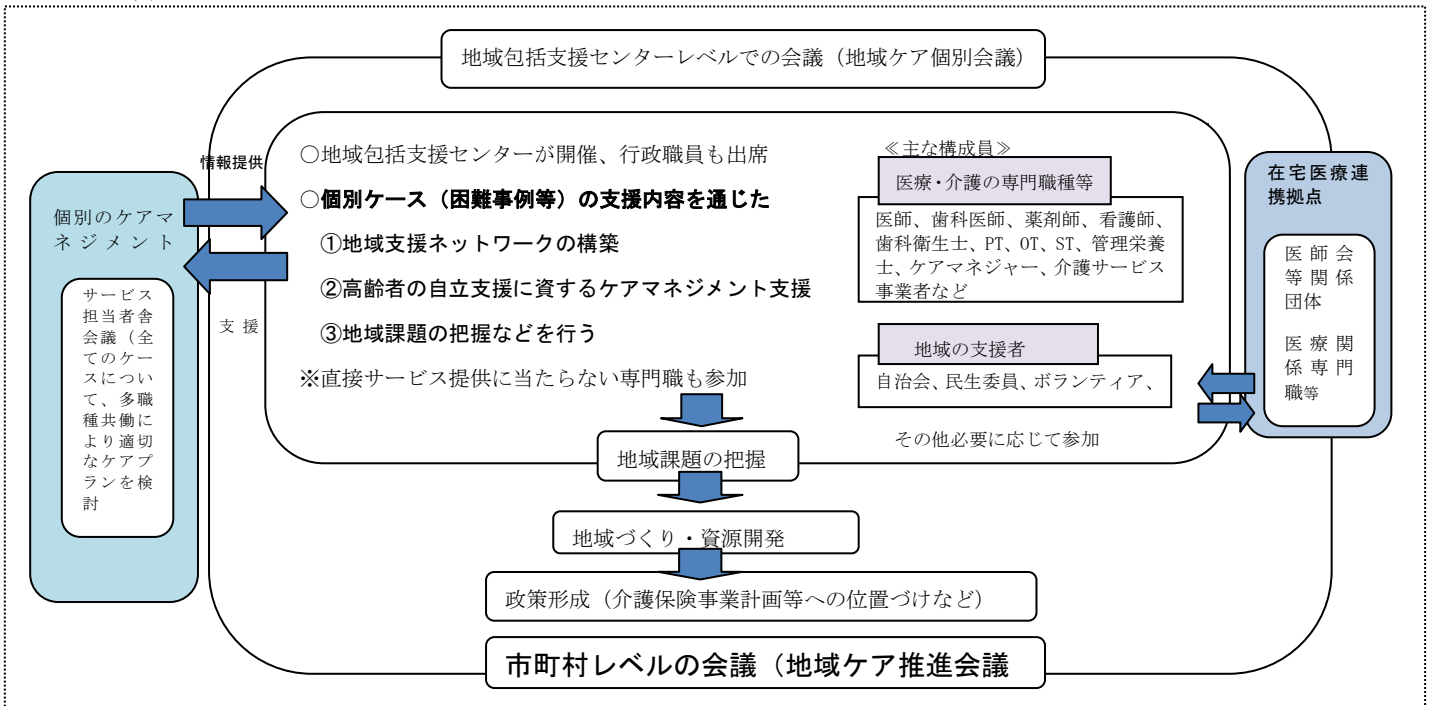 地域包括支援センターレベルでの会議（地域ケア個別会議）
情報提供
個別のケアマ
ネジメント
サービス
担当者舎
会議（全
てのケー
スについ
て、多職
種共働に
より適切
なケアプ
ランを検
討
支援
○地域包括支援センターが開催、行政職員も出席
○個別ケース（困難事例等）の支援内容を通じた
①地域支援ネットワークの構築
②高齢者の自立支援に資するケアマネジメント支援
③地域課題の把握などを行う
※直接サービス提供に当たらない専門職も参加
≪主な構成員≫
医療・介護の専門職種等
医師、歯科医師、薬剤師、看護師、
歯科衛生士、PT、OT、ST、管理栄養
士、ケアマネジャー、介護サービス
事業者など
地域の支援者
自治会、民生委員、ボランティア、
その他必要に応じて参加
在宅医療連
携拠点
医師会
等関係
団体
医療関
係専門
職等
地域課題の把握
地域づくり・資源開発
政策形成（介護保険事業計画等への位置づけなど）
市町村レベルの会議（地域ケア推進会議